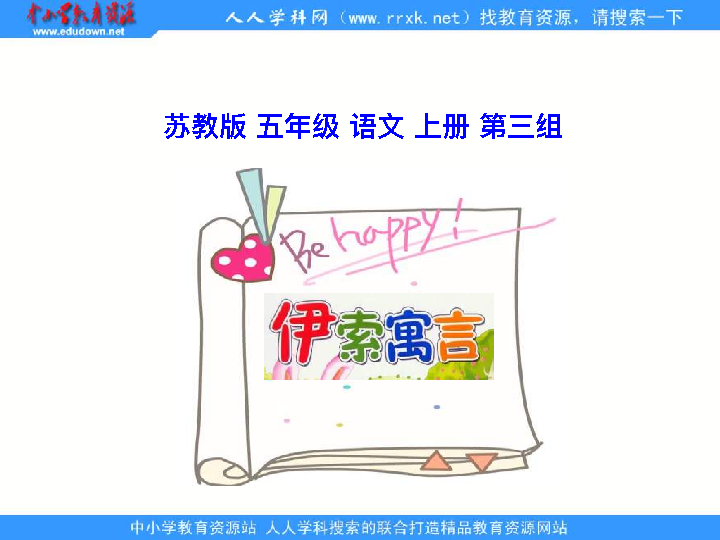 中小学教育资源
www.edudown.net
人人学科网（www.rrxk.net）找教育资源，请搜索一下
苏教版 五年级 语文 上册 第三组
Be happy!
伊索寓言
中小学教育资源站 人人学科搜索的联合打造精品教育资源网站